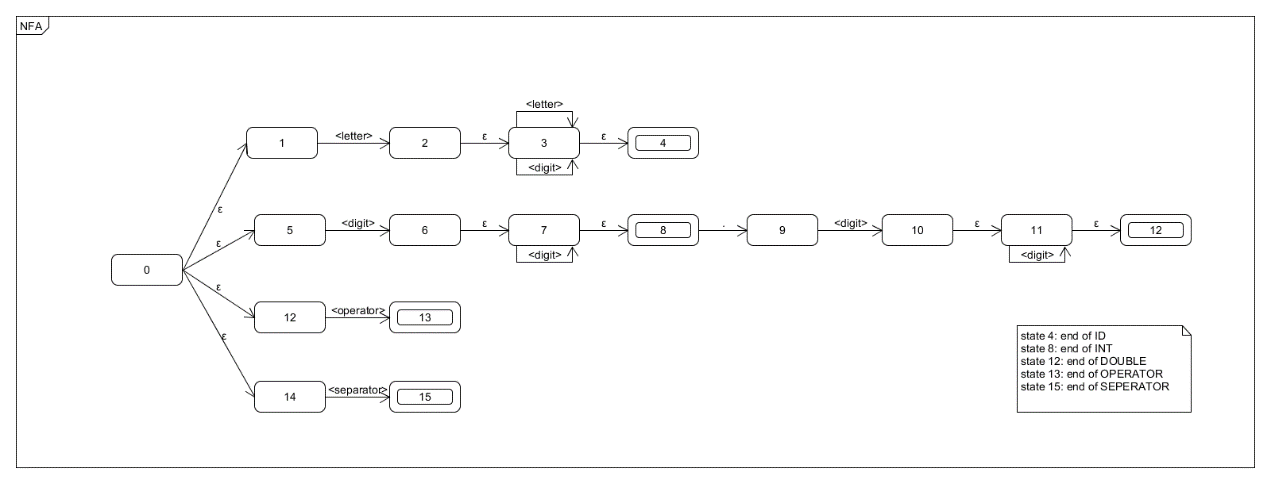 NFA
<letter>
1
<letter>
2
ε
3
ε
4
<digit>
ε
5
<digit>
6
ε
7
ε
8
.
9
<digit>
10
ε
11
ε
12
<digit>
<digit>
ε
0
ε
12
<operator>
13
ε
14
<separator>
15
state 4: end of ID
state 8: end of INT
state 12: end of DOUBLE
state 13: end of OPERATOR
state 15: end of SEPERATOR